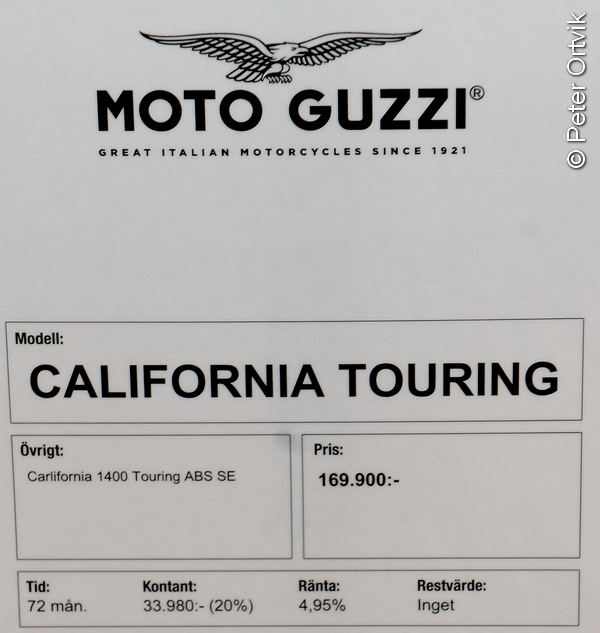 © Peter Ortvik
MOTO GUZZI®
GREAT ITALIAN MOTORCYCLES SINCE 1921
Modell:
CALIFORNIA TOURING
Övrigt:
Carlifornia 1400 Touring ABS SE
Pris:
169.900:-
Tid: Kontant: Ränta: Restvärde:
72 mån. 33.980:- (20%) 4,95% Inget